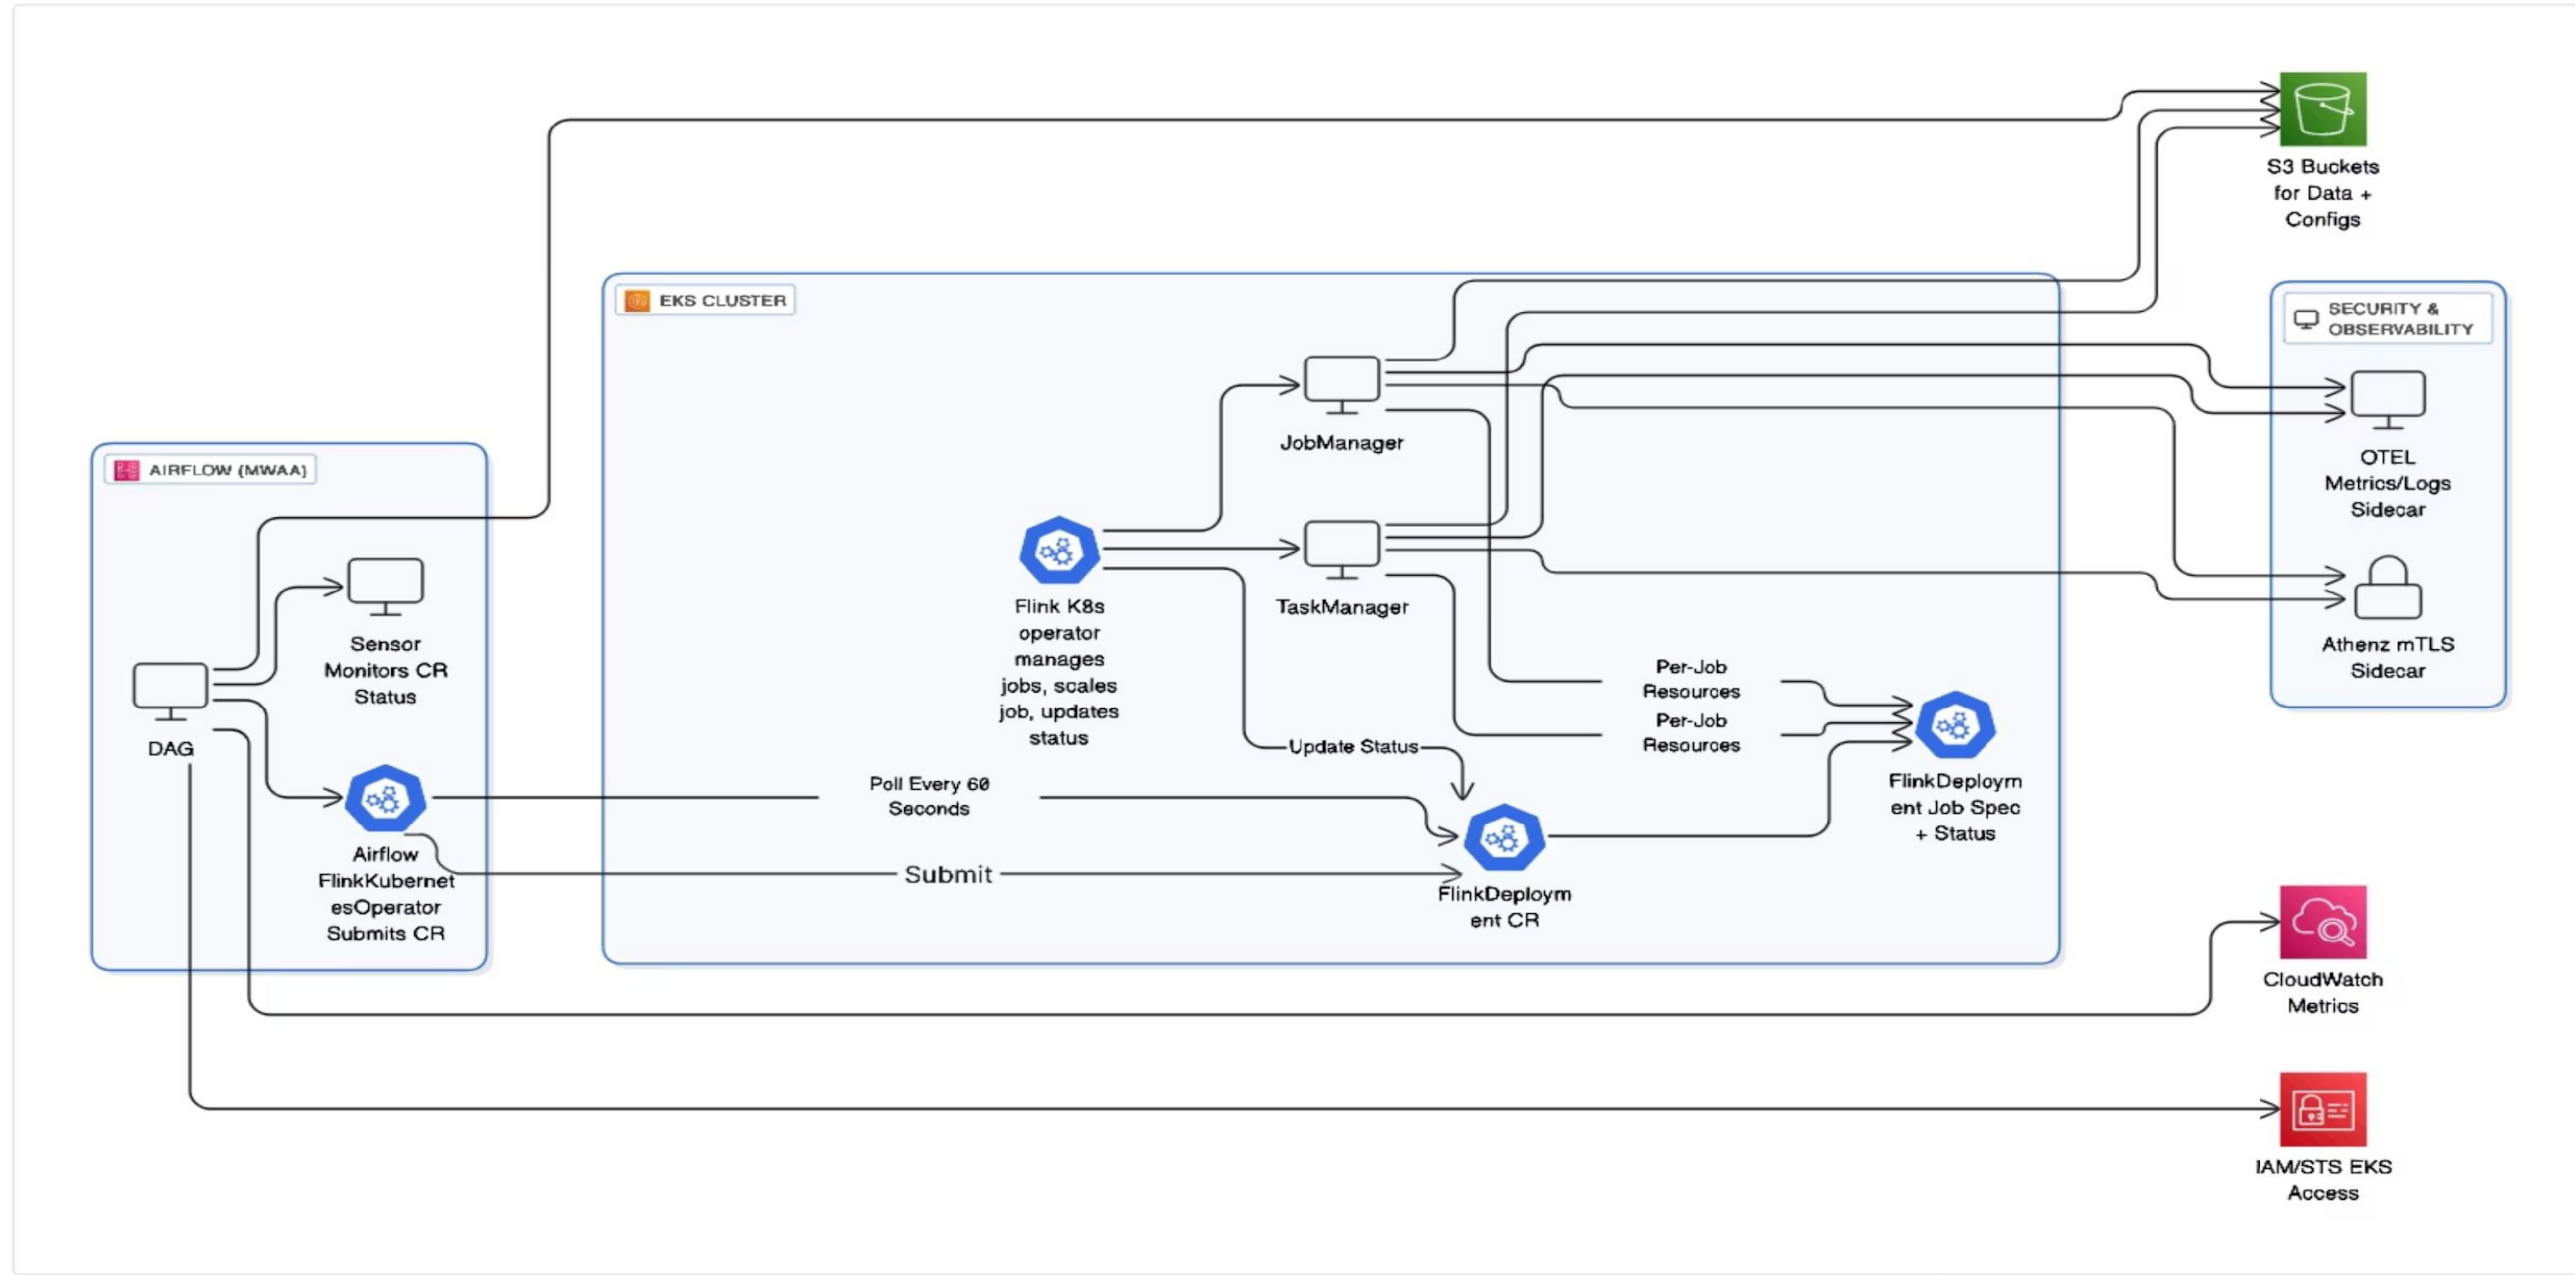 S3 Buckets
for Data +
Configs
EKS CLUSTER
SECURITY &
OBSERVABILITY
JobManager
OTEL
Metrics/Logs
Sidecar
AIRFLOW (MWAA)
Sensor
Monitors CR
Status
Flink K8s
operator
manages
jobs, scales
job, updates
status
TaskManager
Athenz mTLS
Sidecar
Per-Job
Resources
Per-Job
Resources
DAG
Update Status
Poll Every 60
Seconds
FlinkDeploym
ent Job Spec
+ Status
Airflow
FlinkKubernet
esOperator
Submits CR
Submit
FlinkDeploym
ent CR
CloudWatch
Metrics
IAM/STS EKS
Access